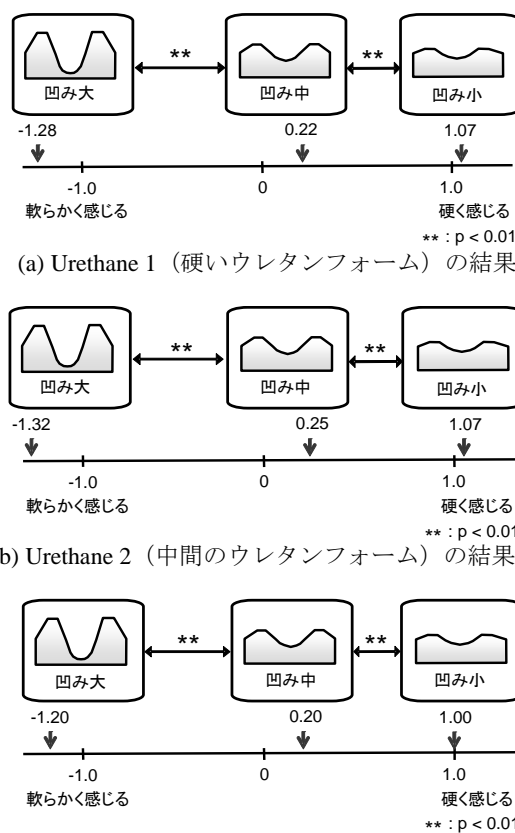 ** **
凹み大 凹み中 凹み小
-1.28 0.22 1.07
-1.0 0 1.0
軟らかく感じる 硬く感じる
** : p < 0.01
(a) Urethane 1（硬いウレタンフォーム）の結果
** **
凹み大 凹み中 凹み小
-1.32 0.25 1.07
-1.0 0 1.0
軟らかく感じる 硬く感じる
** : p < 0.01
b) Urethane 2（中間のウレタンフォーム）の結果
** **
凹み大 凹み中 凹み小
-1.20 0.20 1.00
-1.0 0 1.0
軟らかく感じる 硬く感じる
** : p < 0.01